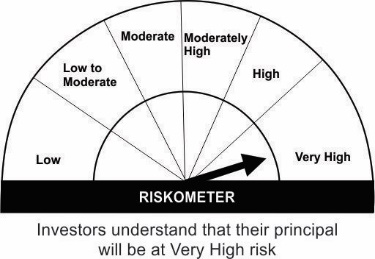 Low
Low to
Moderate
Moderate
Moderately
High
High
Very High
RISKOMETER
Investors understand that their principal
will be at Very High risk